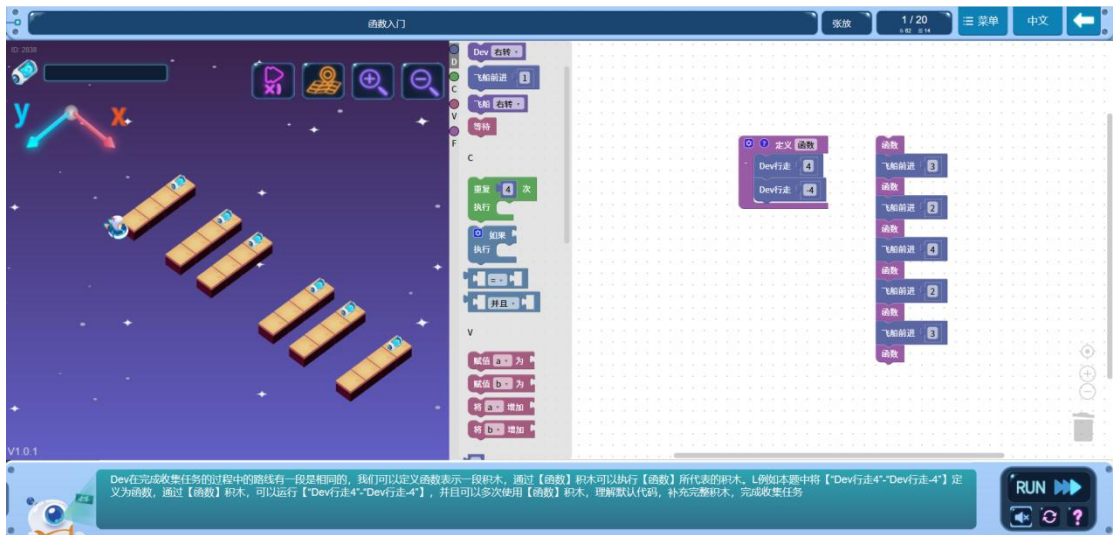 函数入门
张放
1 / 20
菜单
中文
ID: 2838
X1
y
x
V1.0.1
D
C
V
F
Dev 右转
飞船前进 1
飞船 右转
等待
C
重复 4 次
执行
如果
执行
=
并且
V
赋值 a 为
赋值 b 为
将 a 增加
将 b 增加
? 定义 函数
Dev行走 4
Dev行走 -4
函数
飞船前进 3
函数
飞船前进 2
函数
飞船前进 4
函数
飞船前进 2
函数
飞船前进 3
函数
Dev在完成收集任务的过程中的路线有一段是相同的，我们可以定义函数表示一段积木，通过【函数】积木可以执行【函数】所代表的积木。L例如本题中将【“Dev行走4”-“Dev行走-4”】定
义为函数，通过【函数】积木，可以运行【“Dev行走4”-“Dev行走-4”】，并且可以多次使用【函数】积木，理解默认代码，补充完整积木，完成收集任务
RUN
?